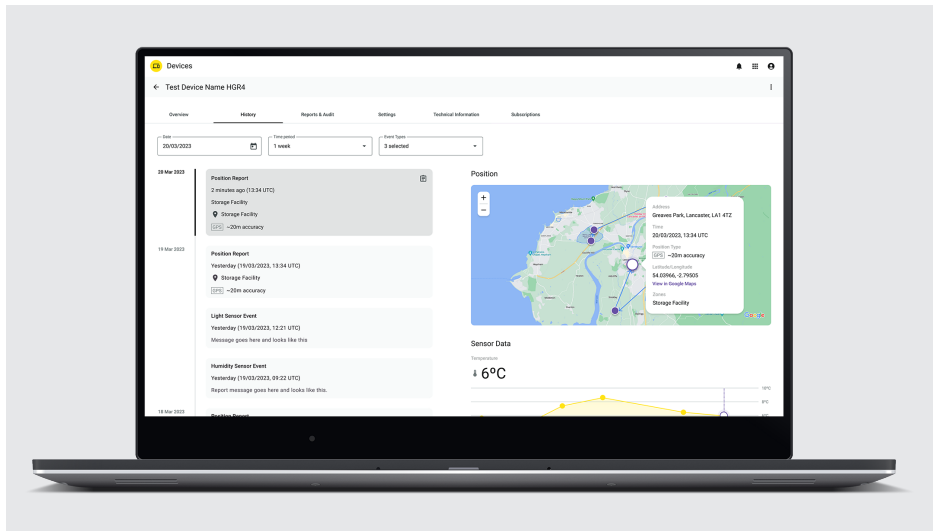 Devices
Test Device Name HGR4
Overview
History
Reports & Audit
Settings
Technical Information
Subscriptions
Date
20/03/2023
Time period
1 week
Event Types
3 selected
20 Mar 2023
Position Report
2 minutes ago (13:34 UTC)
Storage Facility
Storage Facility
GPS ~20m accuracy
19 Mar 2023
Position Report
Yesterday (19/03/2023, 13:34 UTC)
Storage Facility
GPS ~20m accuracy
Light Sensor Event
Yesterday (19/03/2023, 12:21 UTC)
Message goes here and looks like this
Humidity Sensor Event
Yesterday (19/03/2023, 09:22 UTC)
Report message goes here and looks like this.
18 Mar 2023
Position Report
Position
+
−
Address
Greaves Park, Lancaster, LA1 4TZ
Time
20/03/2023, 13:34 UTC
Position Type
GPS ~20m accuracy
Latitude/Longitude
54.03966, -2.79505
View in Google Maps
Zones
Storage Facility
Google
Sensor Data
Temperature
6ºC
10ºC
8ºC
6ºC